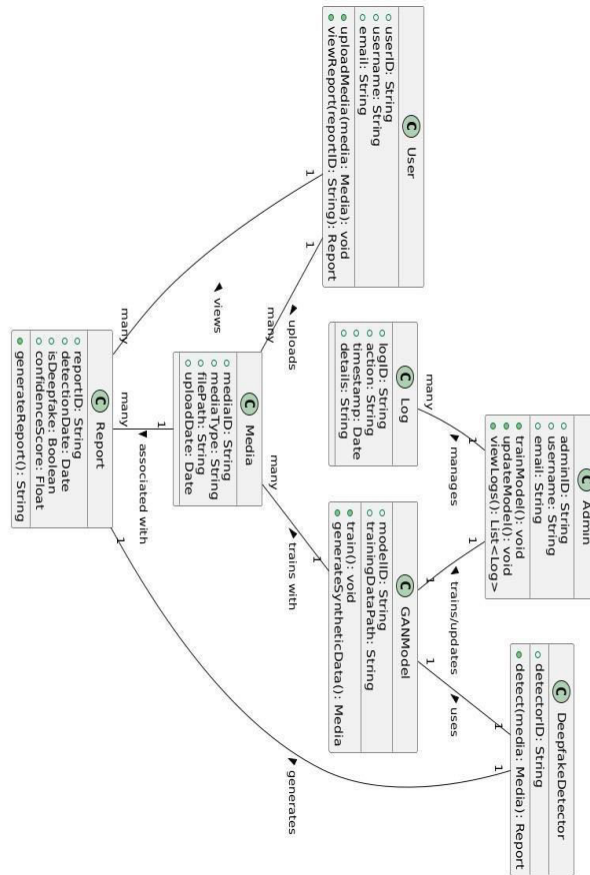 C User
userID: String
username: String
email: String
uploadMedia(media: Media): void
viewReport(reportID: String): Report
C Admin
adminID: String
username: String
email: String
trainModel(): void
updateModel(): void
viewLogs(): List<Log>
C DeepfakeDetector
detectorID: String
detect(media: Media): Report
C Log
logID: String
action: String
timestamp: Date
details: String
C GANModel
modelID: String
trainingDataPath: String
train(): void
generateSyntheticData(): Media
C Media
mediaID: String
mediaType: String
filePath: String
uploadDate: Date
C Report
reportID: String
detectionDate: Date
isDeepfake: Boolean
confidenceScore: Float
generateReport(): String
1
1
views
many
uploads
many
1
manages
many
1
trains/updates
1
1
uses
1
many
trains with
1
1
associated with
many
1
generates
1